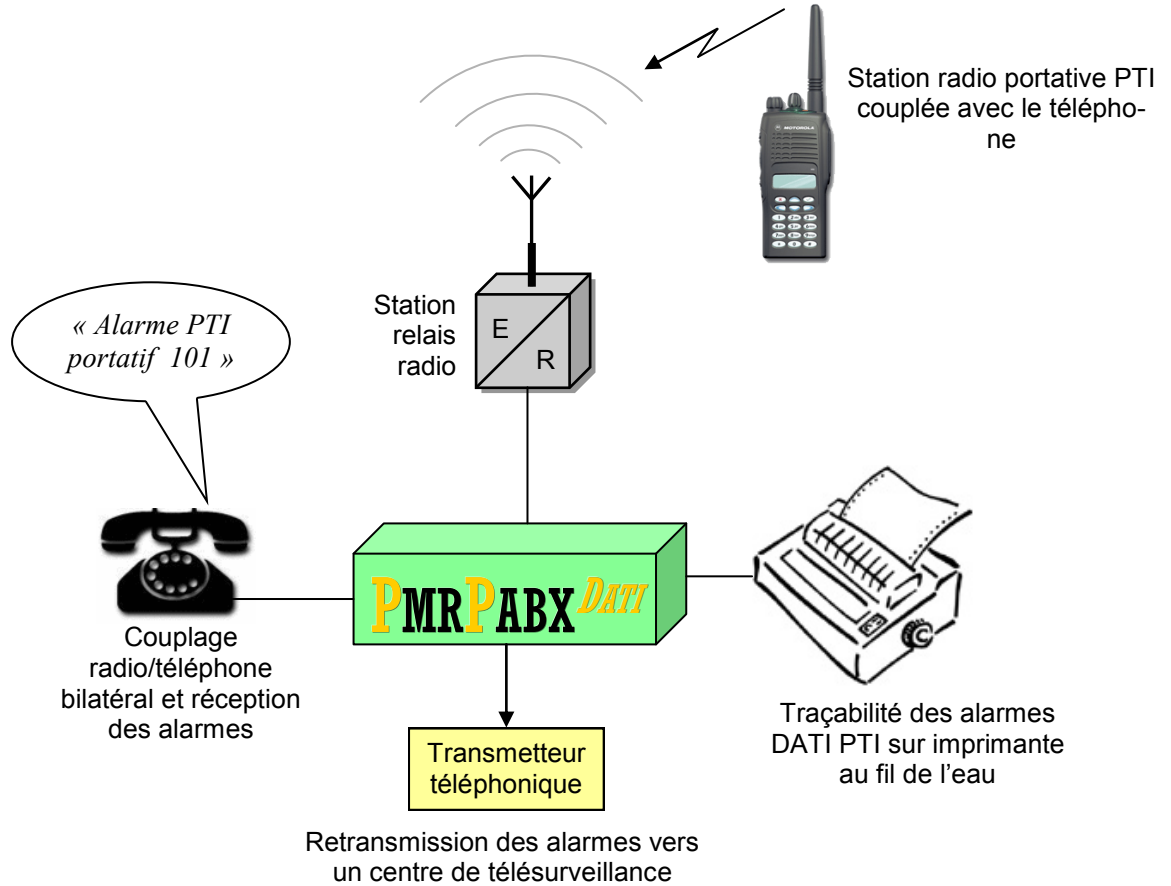 Station radio portative PTI
couplée avec le télépho-
ne
MOTOROLA
Station
relais
radio
E
R
« Alarme PTI
portatif 101 »
PMRPABX DATI
Couplage
radio/téléphone
bilatéral et réception
des alarmes
Transmetteur
téléphonique
Traçabilité des alarmes
DATI PTI sur imprimante
au fil de l’eau
Retransmission des alarmes vers
un centre de télésurveillance